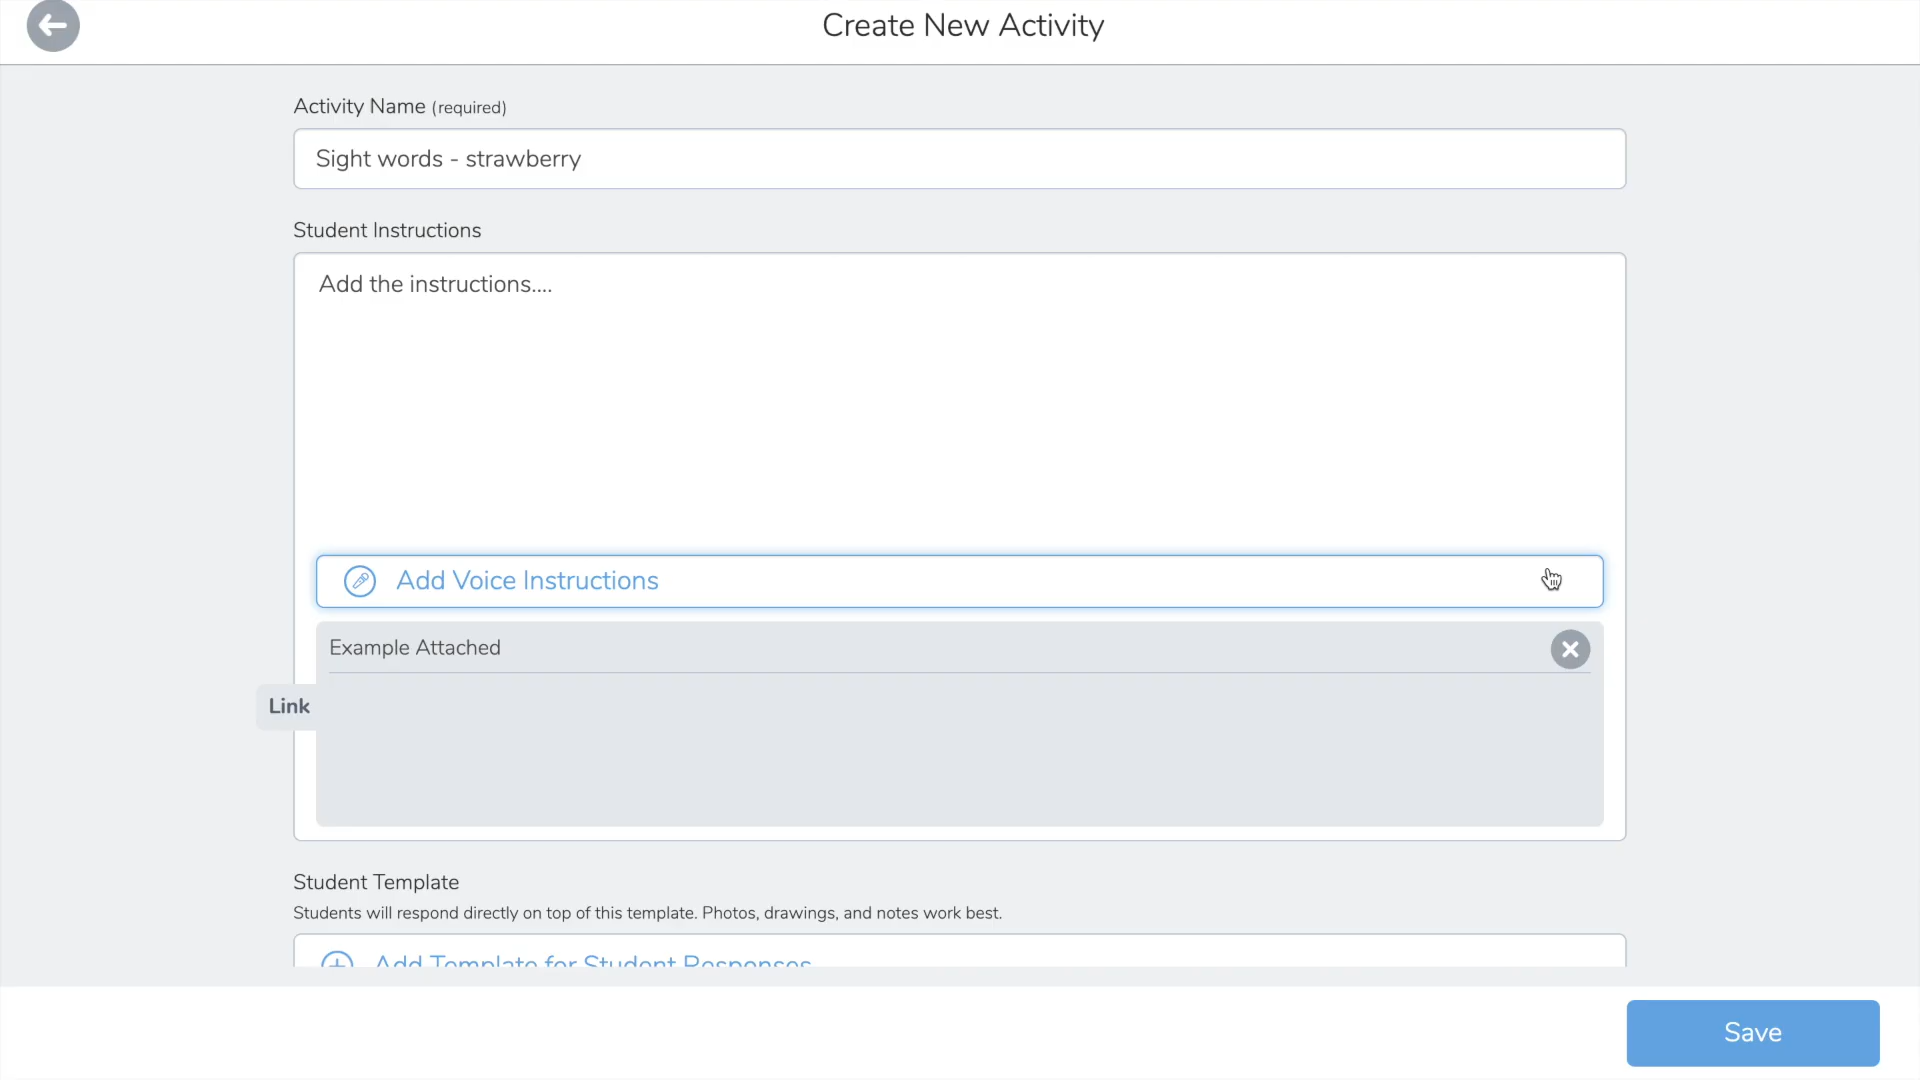 Create New Activity
Activity Name (required)
Sight words - strawberry
Student Instructions
Add the instructions....
Add Voice Instructions
Example Attached
Link
Student Template
Students will respond directly on top of this template. Photos, drawings, and notes work best.
Add Template for Student Responses
Save